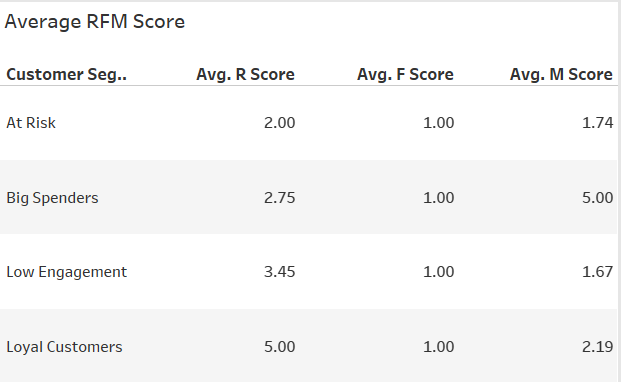 Average RFM Score
Customer Seg.. Avg. R Score Avg. F Score Avg. M Score
At Risk 2.00 1.00 1.74
Big Spenders 2.75 1.00 5.00
Low Engagement 3.45 1.00 1.67
Loyal Customers 5.00 1.00 2.19